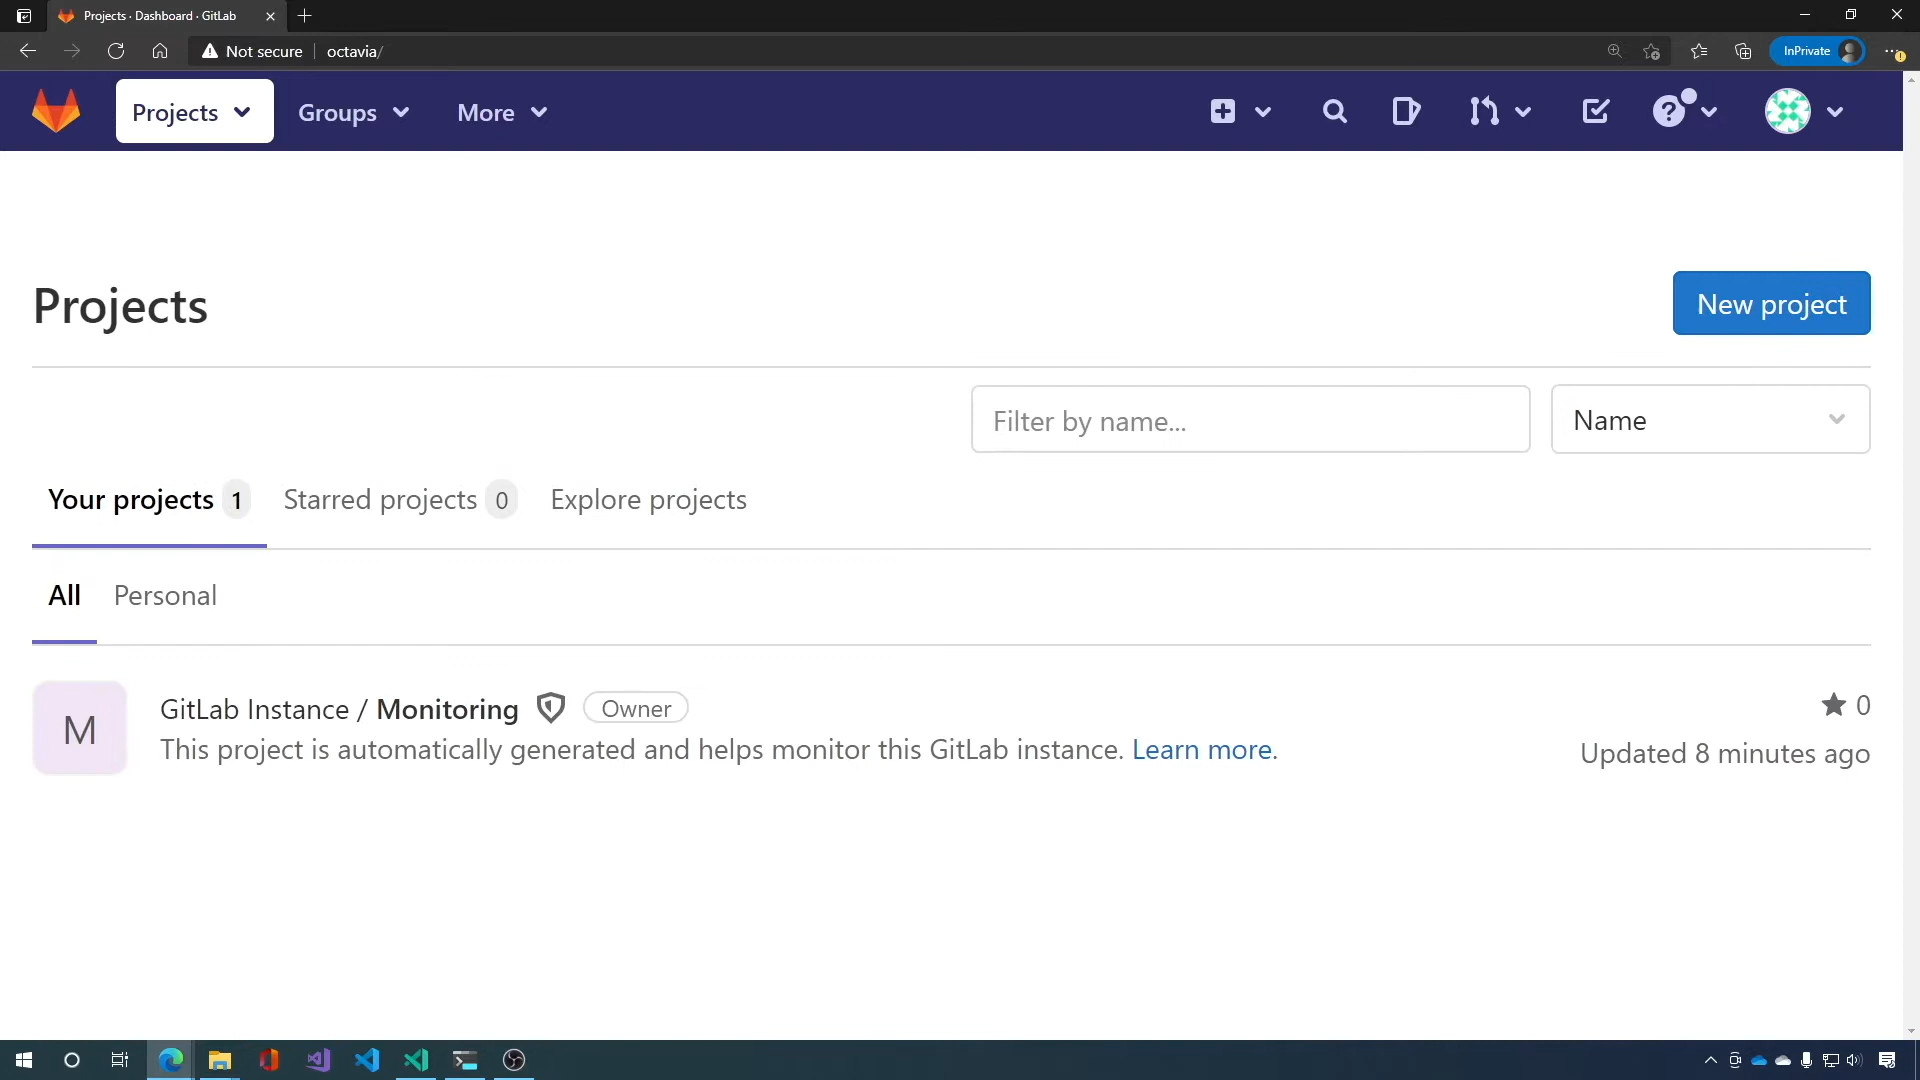 Projects · Dashboard · GitLab
Not secure
octavia/
InPrivate
Projects
Groups
More
Projects
New project
Filter by name...
Name
Your projects 1
Starred projects 0
Explore projects
All
Personal
M
GitLab Instance / Monitoring
Owner
0
This project is automatically generated and helps monitor this GitLab instance. Learn more.
Updated 8 minutes ago